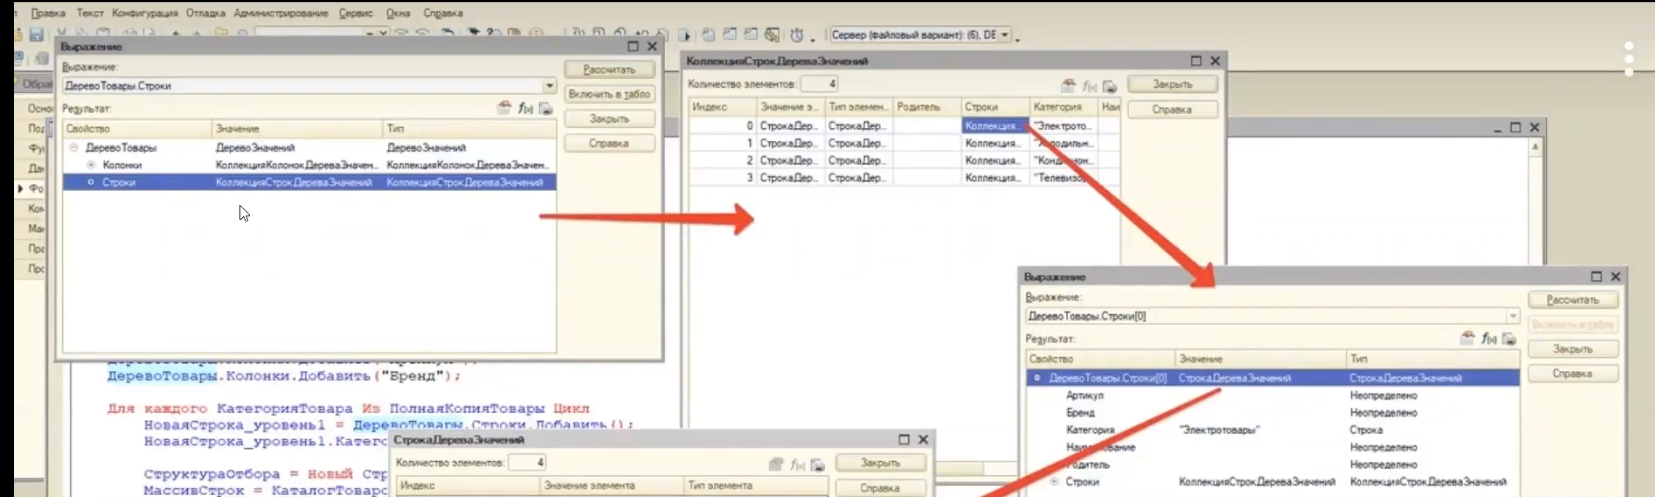 Правка Текст Конфигурация Отладка Администрирование Сервис Окна Справка
Сервер (файловый вариант): (6), DE
Выражение
Выражение:
ДеревоТовары.Строки
Рассчитать
Включить в табло
Закрыть
Справка
Результат:
Свойство Значение Тип
ДеревоТовары ДеревоЗначений ДеревоЗначений
Колонки КоллекцияКолонокДереваЗначен... КоллекцияКолонокДереваЗначен...
Строки КоллекцияСтрокДереваЗначений КоллекцияСтрокДереваЗначений
КоллекцияСтрокДереваЗначений
Количество элементов: 4
Закрыть
Справка
Индекс Значение э... Тип элемен... Родитель Строки Категория Наи
0 СтрокаДер... СтрокаДер... Коллекция... "Электрото...
1 СтрокаДер... СтрокаДер... Коллекция...
2 СтрокаДер... СтрокаДер... Коллекция...
3 СтрокаДер... СтрокаДер... Коллекция... "Телевизо
Обра
Осно
Под
Фу
Дан
Фо
Ком
Мак
Пра
Про
Выражение
Выражение:
ДеревоТовары.Строки[0]
Рассчитать
Включить в табло
Закрыть
Справка
Результат:
Свойство Значение Тип
ДеревоТовары.Строки[0] СтрокаДереваЗначений СтрокаДереваЗначений
Артикул Неопределено
Бренд Неопределено
Категория "Электротовары" Строка
Наименование Неопределено
Родитель Неопределено
Строки КоллекцияСтрокДереваЗначений КоллекцияСтрокДереваЗначений
ДеревоТовары.Колонки.Добавить("Бренд");
Для каждого КатегорияТовара Из ПолнаяКопияТовары Цикл
НоваяСтрока_уровень1 = ДеревоТовары.Строки.Добавить();
НоваяСтрока_уровень1.Катего
СтруктураОтбора = Новый Стр
МассивСтрок = КаталогТоваро
СтрокаДереваЗначений
Количество элементов: 4
Закрыть
Справка
Индекс Значение элемента Тип элемента